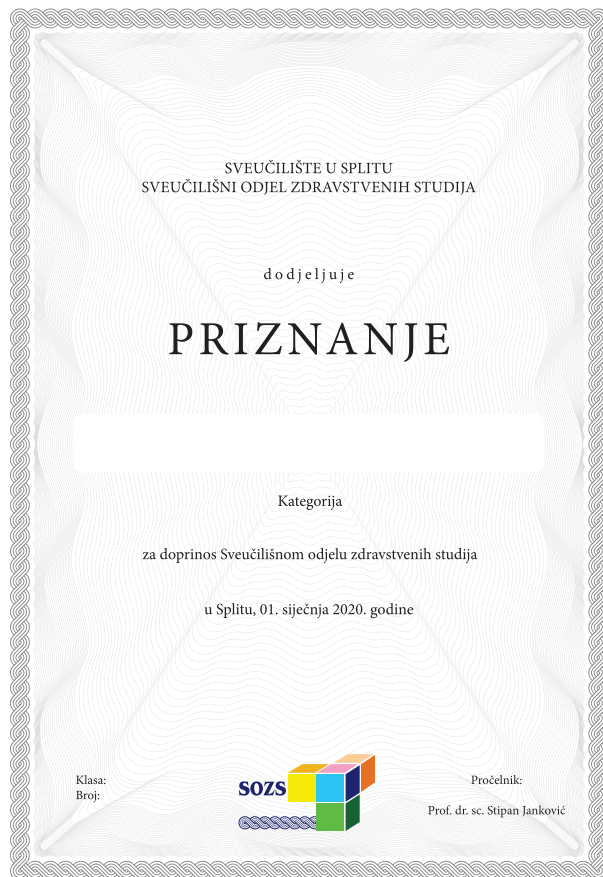 SVEUČILIŠTE U SPLITU
SVEUČILIŠNI ODJEL ZDRAVSTVENIH STUDIJA
dodjeljuje
PRIZNANJE
Kategorija
za doprinos Sveučilišnom odjelu zdravstvenih studija
u Splitu, 01. siječnja 2020. godine
Klasa:
Broj:
sozs
Pročelnik:
Prof. dr. sc. Stipan Janković